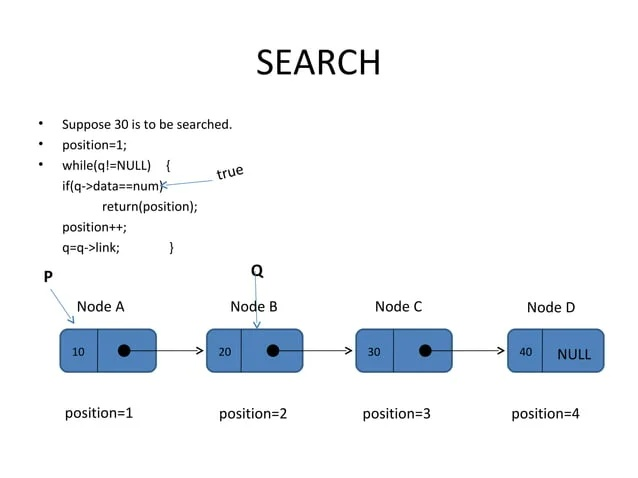 SEARCH
• Suppose 30 is to be searched.
• position=1;
• while(q!=NULL) {
if(q->data==num)
true
return(position);
position++;
q=q->link; }
P
Q
Node A Node B Node C Node D
10 20 30 40 NULL
position=1 position=2 position=3 position=4